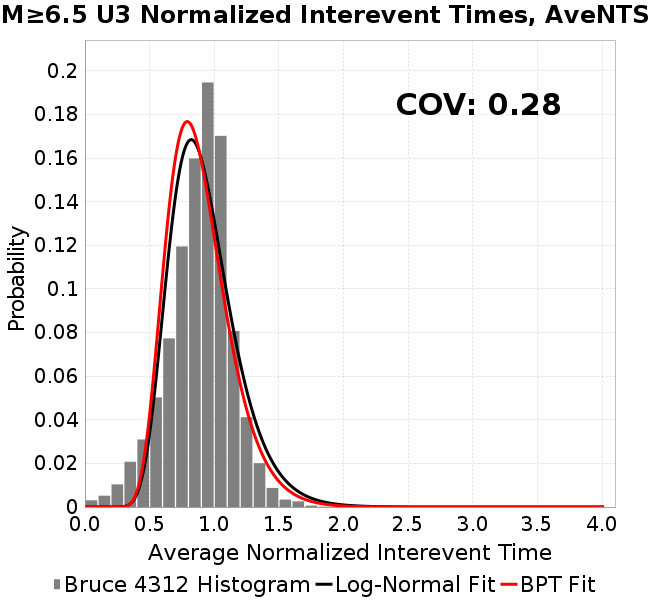 M≥6.5 U3 Normalized Interevent Times, AveNTS
COV: 0.28
Probability
0.2
0.18
0.16
0.14
0.12
0.1
0.08
0.06
0.04
0.02
0
0.0 0.5 1.0 1.5 2.0 2.5 3.0 3.5 4.0
Average Normalized Interevent Time
Bruce 4312 Histogram Log-Normal Fit BPT Fit